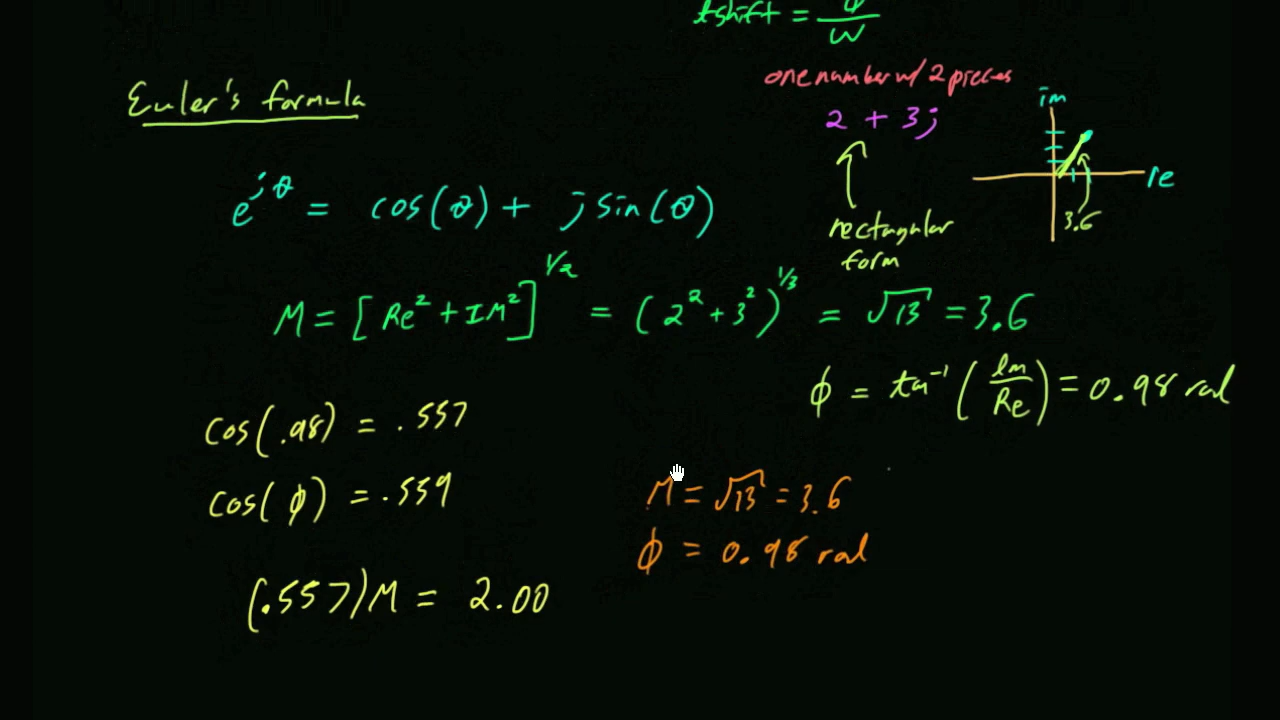 tshift = φ/ω
one number w/ 2 pieces
Euler's formula
2 + 3j
im
re
3.6
rectangular
form
e^jθ = cos(θ) + j sin(θ)
M = [Re² + IM²]^1/2 = (2² + 3²)^1/3 = √13 = 3.6
φ = tan⁻¹(Im/Re) = 0.98 rad
cos(.98) = .557
cos(φ) = .559
M = √13 = 3.6
φ = 0.98 rad
(.557)M = 2.00